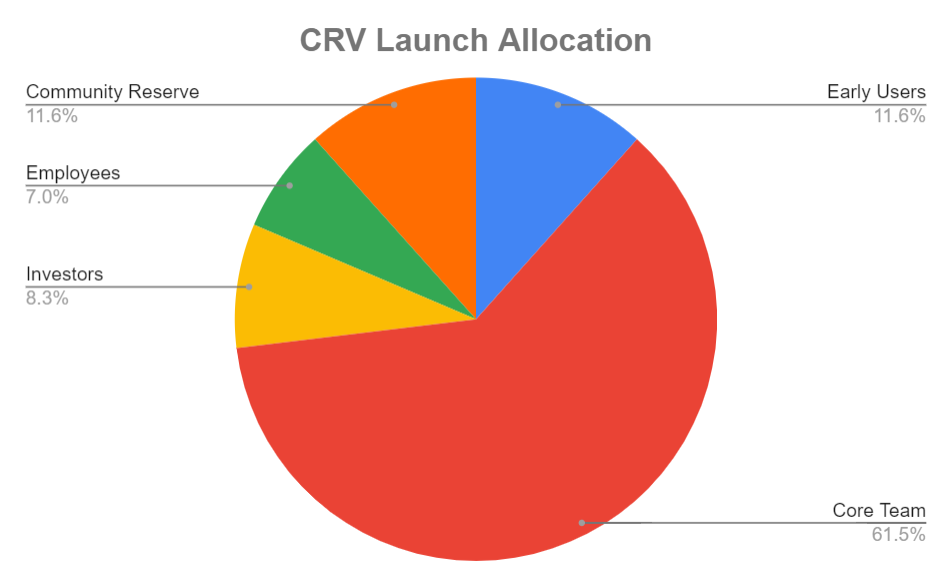 CRV Launch Allocation
Community Reserve
11.6%
Early Users
11.6%
Employees
7.0%
Investors
8.3%
Core Team
61.5%